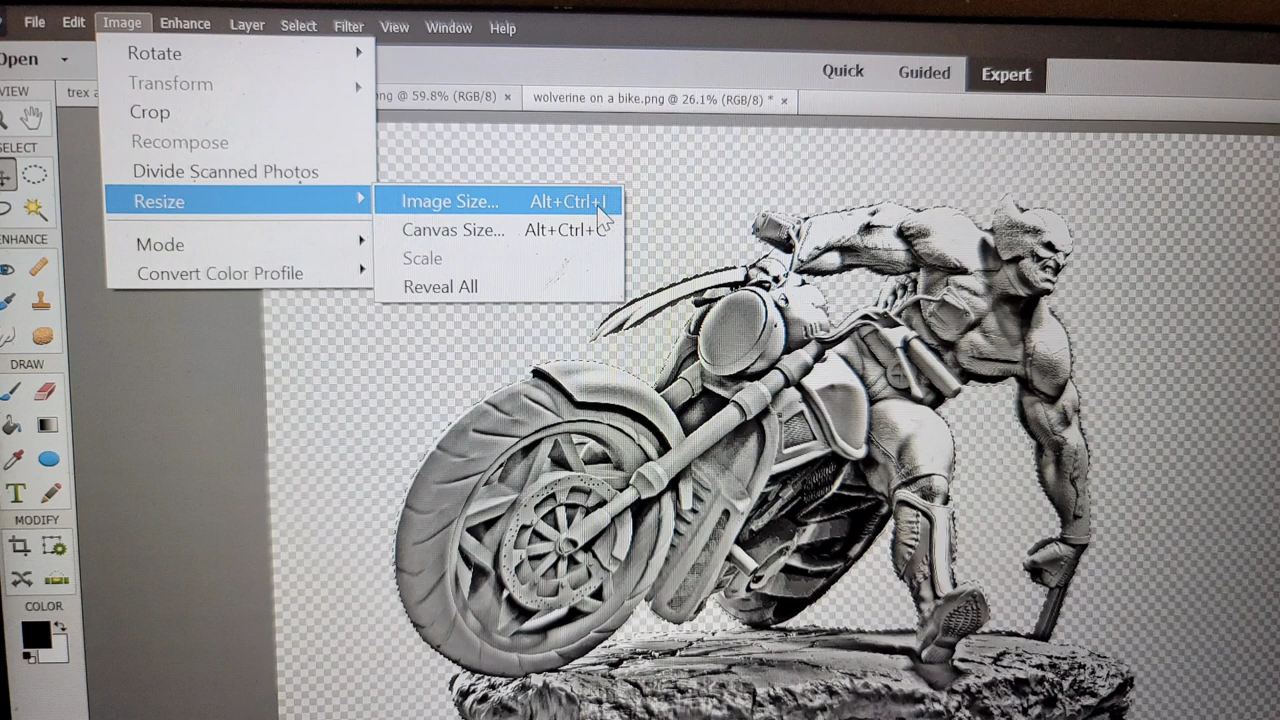 File Edit Image Enhance Layer Select Filter View Window Help
Open
Quick Guided Expert
trex
ng @ 59.8% (RGB/8) × wolverine on a bike.png @ 26.1% (RGB/8) * ×
Rotate
Transform
Crop
Recompose
Divide Scanned Photos
Resize
Mode
Convert Color Profile
Image Size... Alt+Ctrl+I
Canvas Size... Alt+Ctrl+C
Scale
Reveal All
VIEW
SELECT
ENHANCE
DRAW
T
MODIFY
COLOR